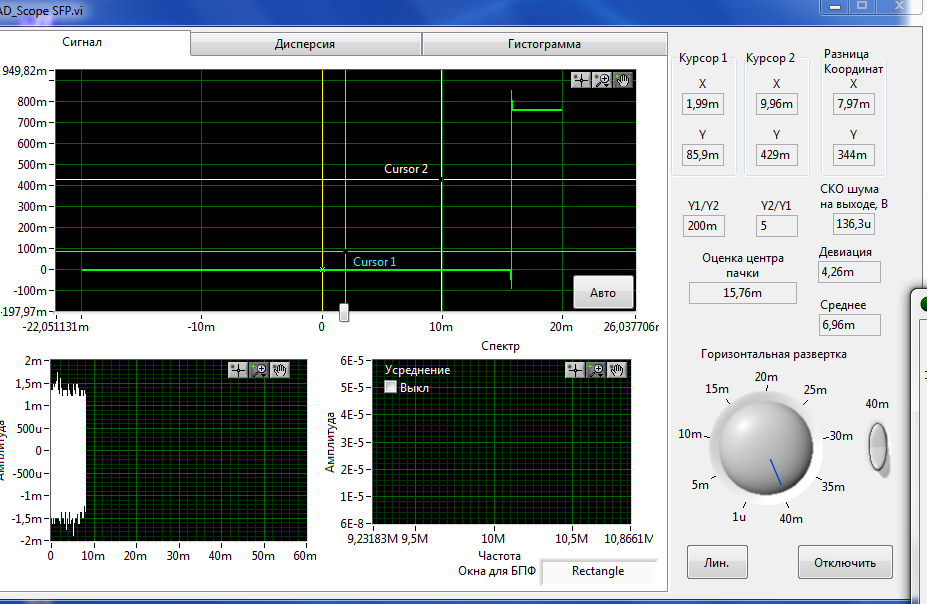 AD_Scope SFP.vi
Сигнал
Дисперсия
Гистограмма
949,82m
800m
700m
600m
500m
400m
300m
200m
100m
0
-100m
-197,97m
Cursor 2
Cursor 1
Авто
-22,051131m
-10m
0
10m
20m
26,037706m
Курсор 1
X
1,99m
Y
85,9m
Курсор 2
X
9,96m
Y
429m
Разница
Координат
X
7,97m
Y
344m
Y1/Y2
200m
Y2/Y1
5
СКО шума
на выходе, В
136,3u
Оценка центра
пачки
15,76m
Девиация
4,26m
Среднее
6,96m
Амплитуда
2m
1,5m
1m
500u
0
-500u
-1m
-1,5m
-2m
0
10m
20m
30m
40m
50m
60m
Спектр
Усреднение
Выкл
Амплитуда
6E-5
5E-5
4E-5
3E-5
2E-5
1E-5
6E-8
9,23183M
9,5M
10M
10,5M
10,8661M
Частота
Окна для БПФ
Rectangle
Горизонтальная развертка
1u
5m
10m
15m
20m
25m
30m
35m
40m
40m
Лин.
Отключить